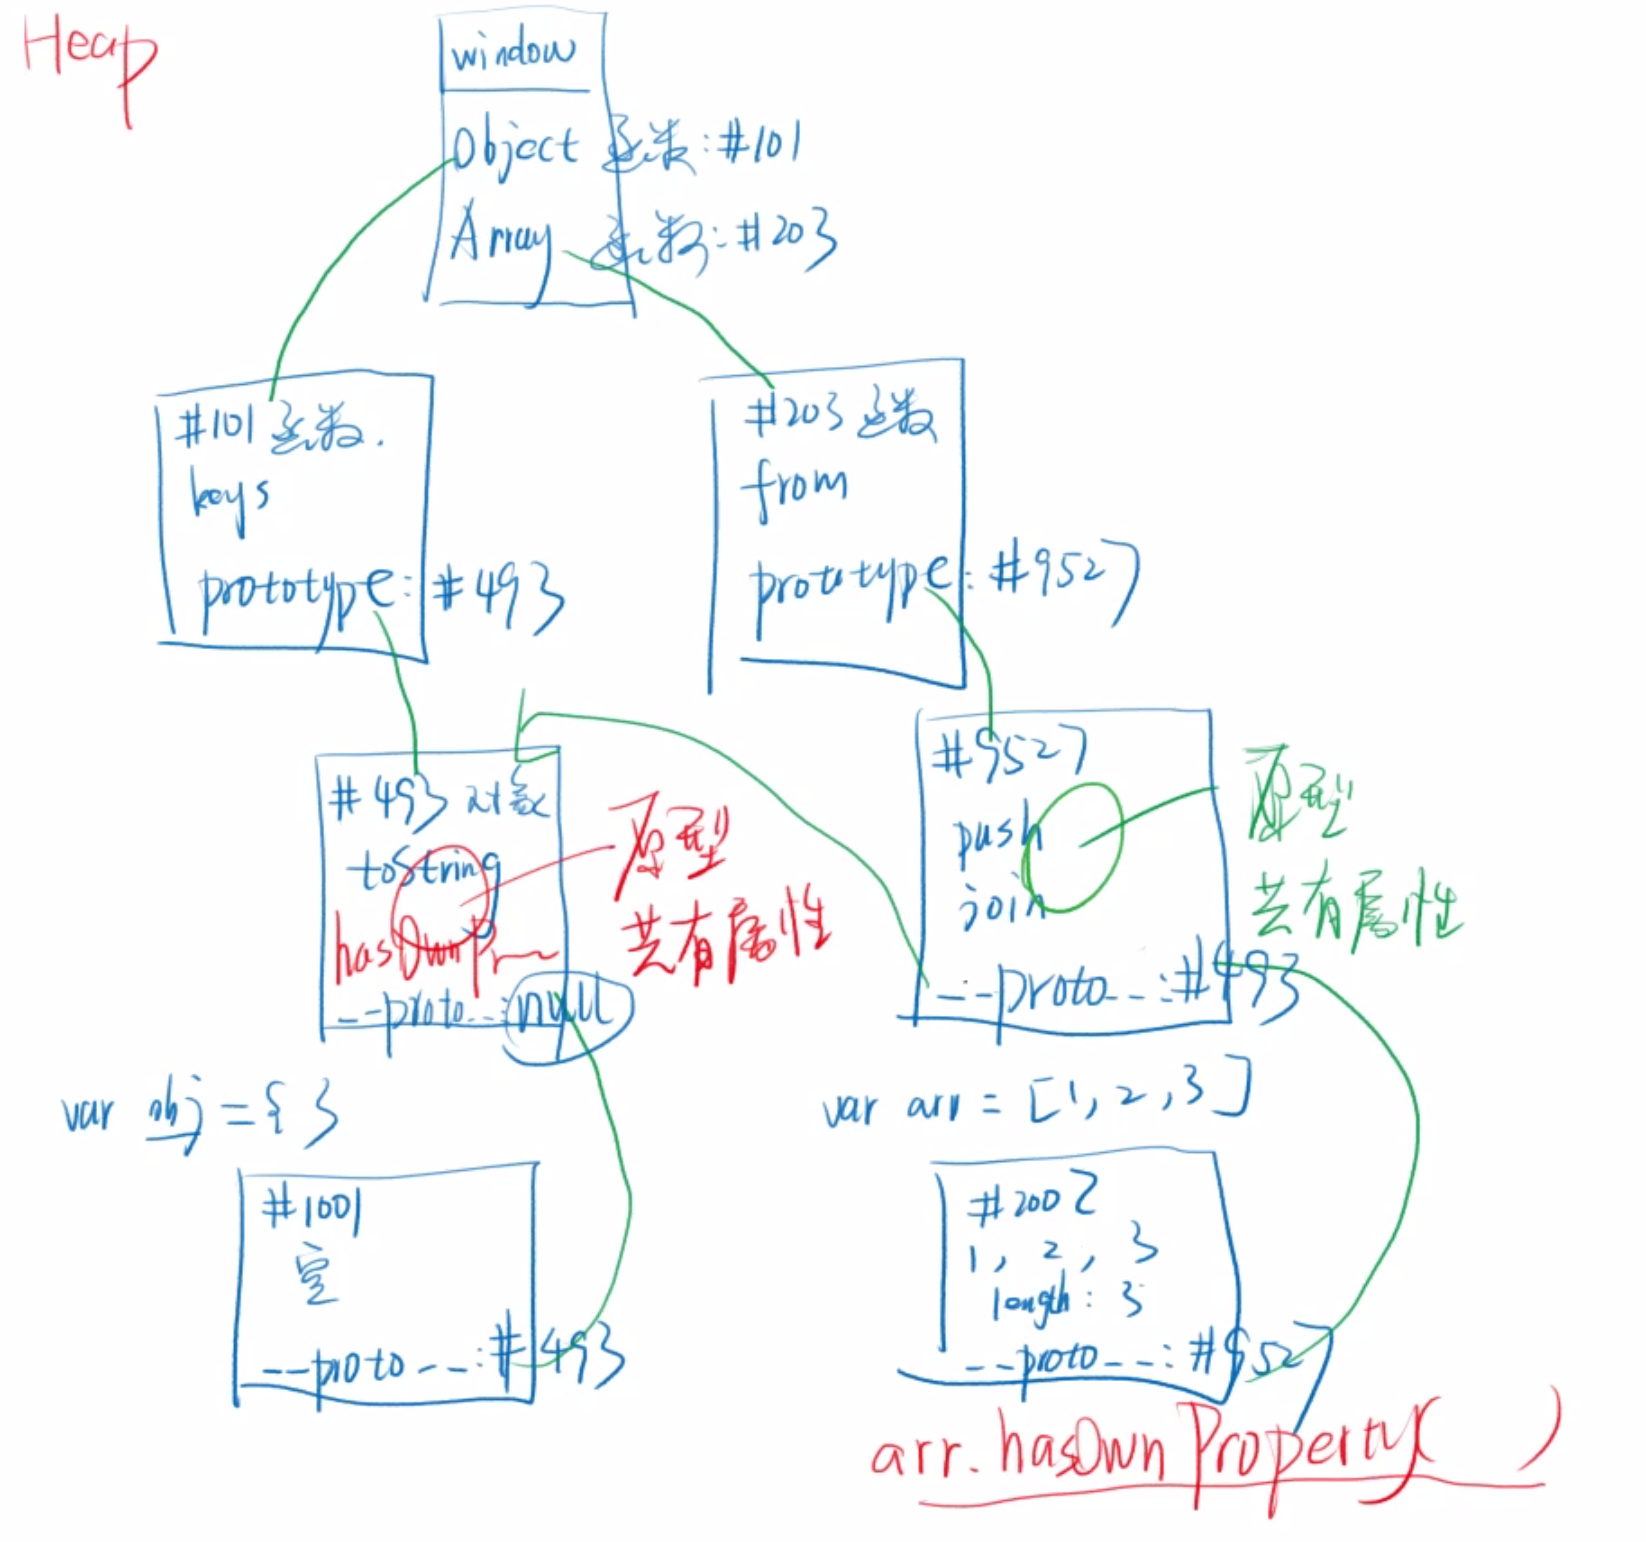 Heap
window
Object 函数:#101
Array 函数:#203
#101 函数.
keys
prototype: #493
#203 函数
from
prototype: #9527
#493 对象
toString
hasOwnPr
__proto__:null
原型
共有属性
#9527
push
join
__proto__:#493
原型
共有属性
var obj = { }
#1001
空
__proto__:#493
var arr = [1,2,3]
#2002
1, 2, 3
length: 3
__proto__: #9527
arr.hasOwnProperty( )